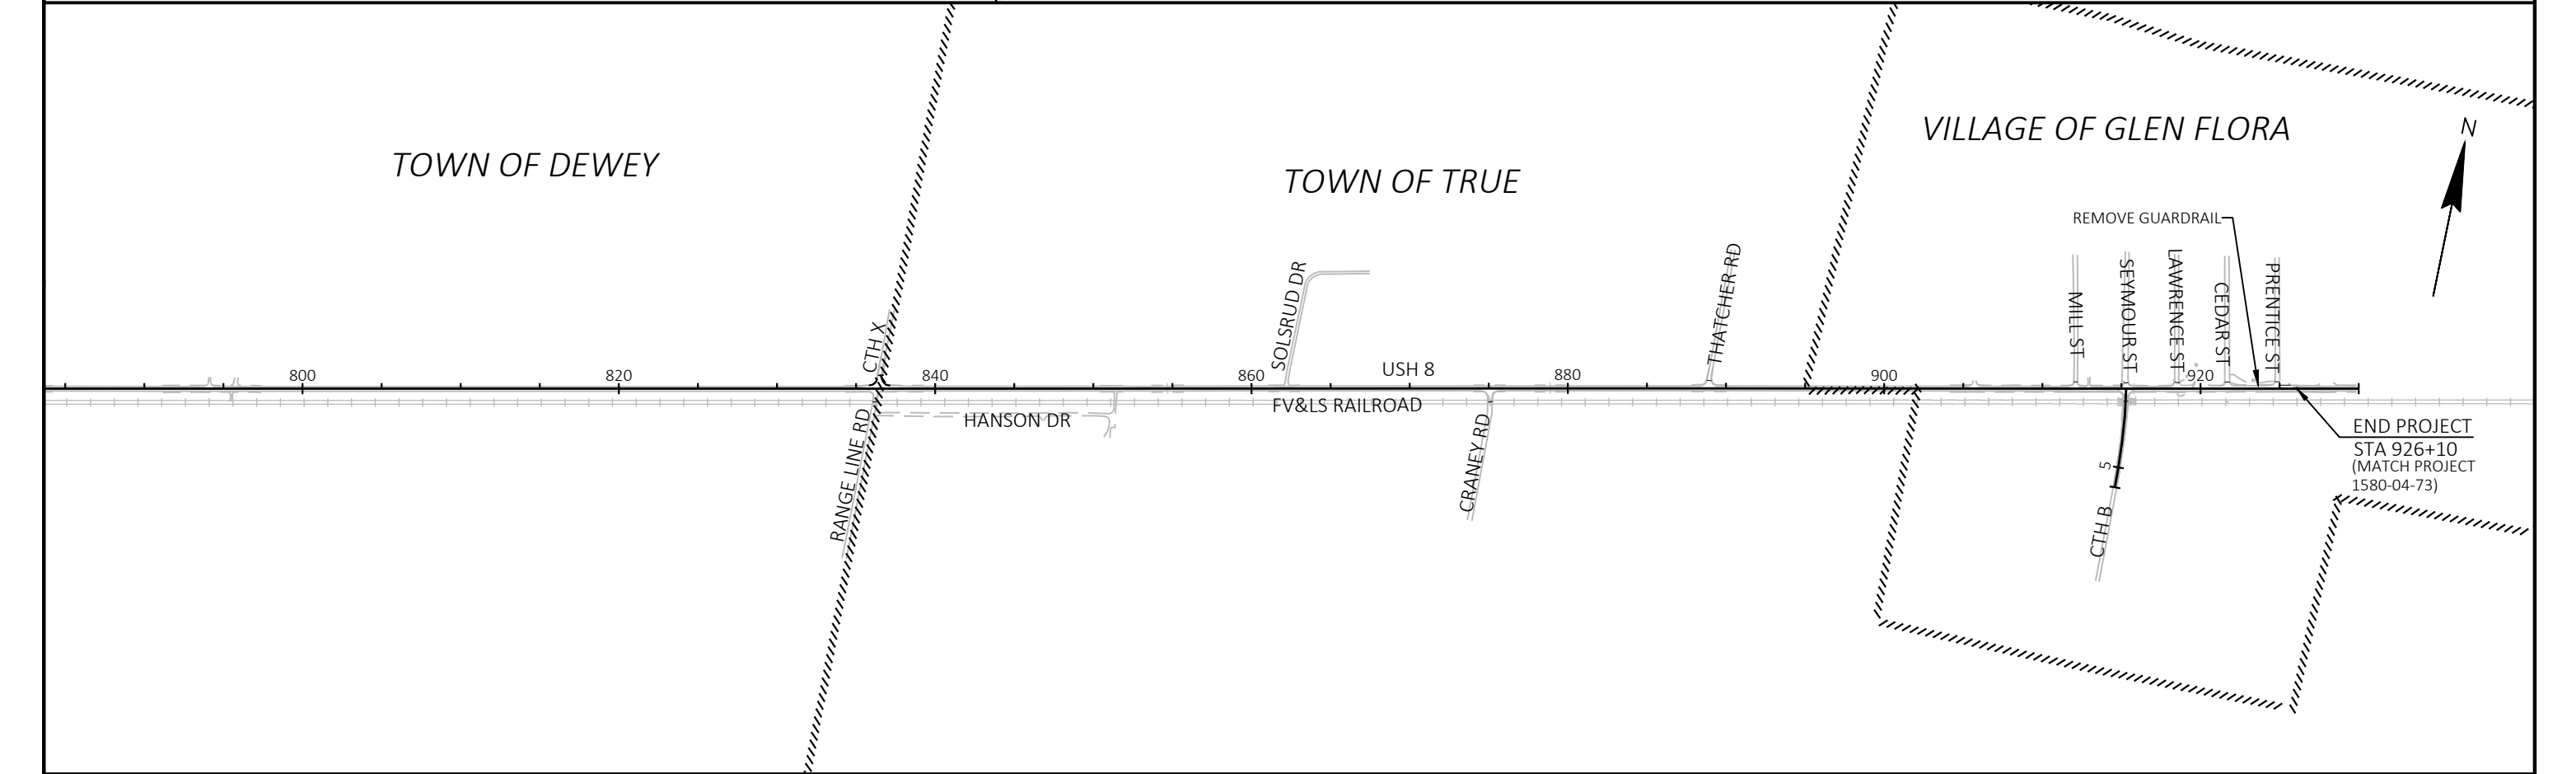 TOWN OF DEWEY
TOWN OF TRUE
VILLAGE OF GLEN FLORA
N
REMOVE GUARDRAIL
CTH X
SOLSRUD DR
THATCHER RD
MILL ST
SEYMOUR ST
LAWRENCE ST
CEDAR ST
PRENTICE ST
USH 8
800
820
840
860
880
900
920
FV&LS RAILROAD
HANSON DR
RANGE LINE RD
CRANEY RD
5
CTH B
END PROJECT
STA 926+10
(MATCH PROJECT
1580-04-73)